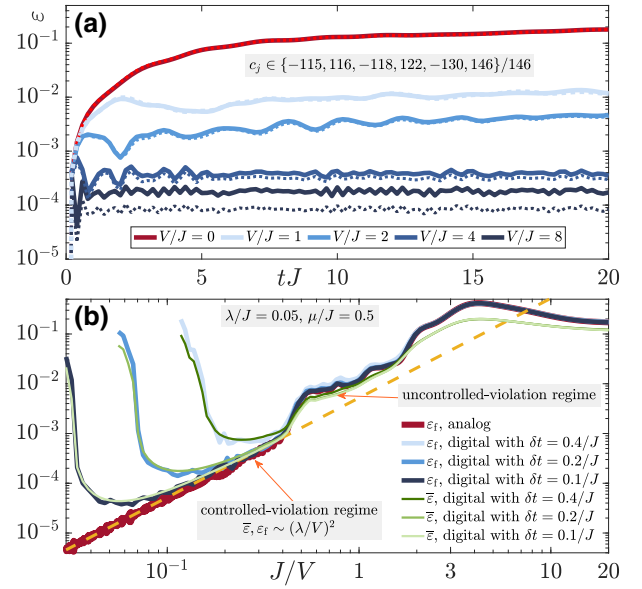 ε
(a)
10⁻¹
10⁻²
10⁻³
10⁻⁴
10⁻⁵
c_j ∈ {−115, 116, −118, 122, −130, 146}/146
V/J = 0
V/J = 1
V/J = 2
V/J = 4
V/J = 8
0
5
10
15
20
tJ
(b)
10⁻¹
10⁻²
10⁻³
10⁻⁴
10⁻⁵
λ/J = 0.05, μ/J = 0.5
uncontrolled-violation regime
controlled-violation regime
ε̅, ε_f ∼ (λ/V)²
ε_f, analog
ε_f, digital with δt = 0.4/J
ε_f, digital with δt = 0.2/J
ε_f, digital with δt = 0.1/J
ε̅, digital with δt = 0.4/J
ε̅, digital with δt = 0.2/J
ε̅, digital with δt = 0.1/J
10⁻¹
1
3
10
20
J/V